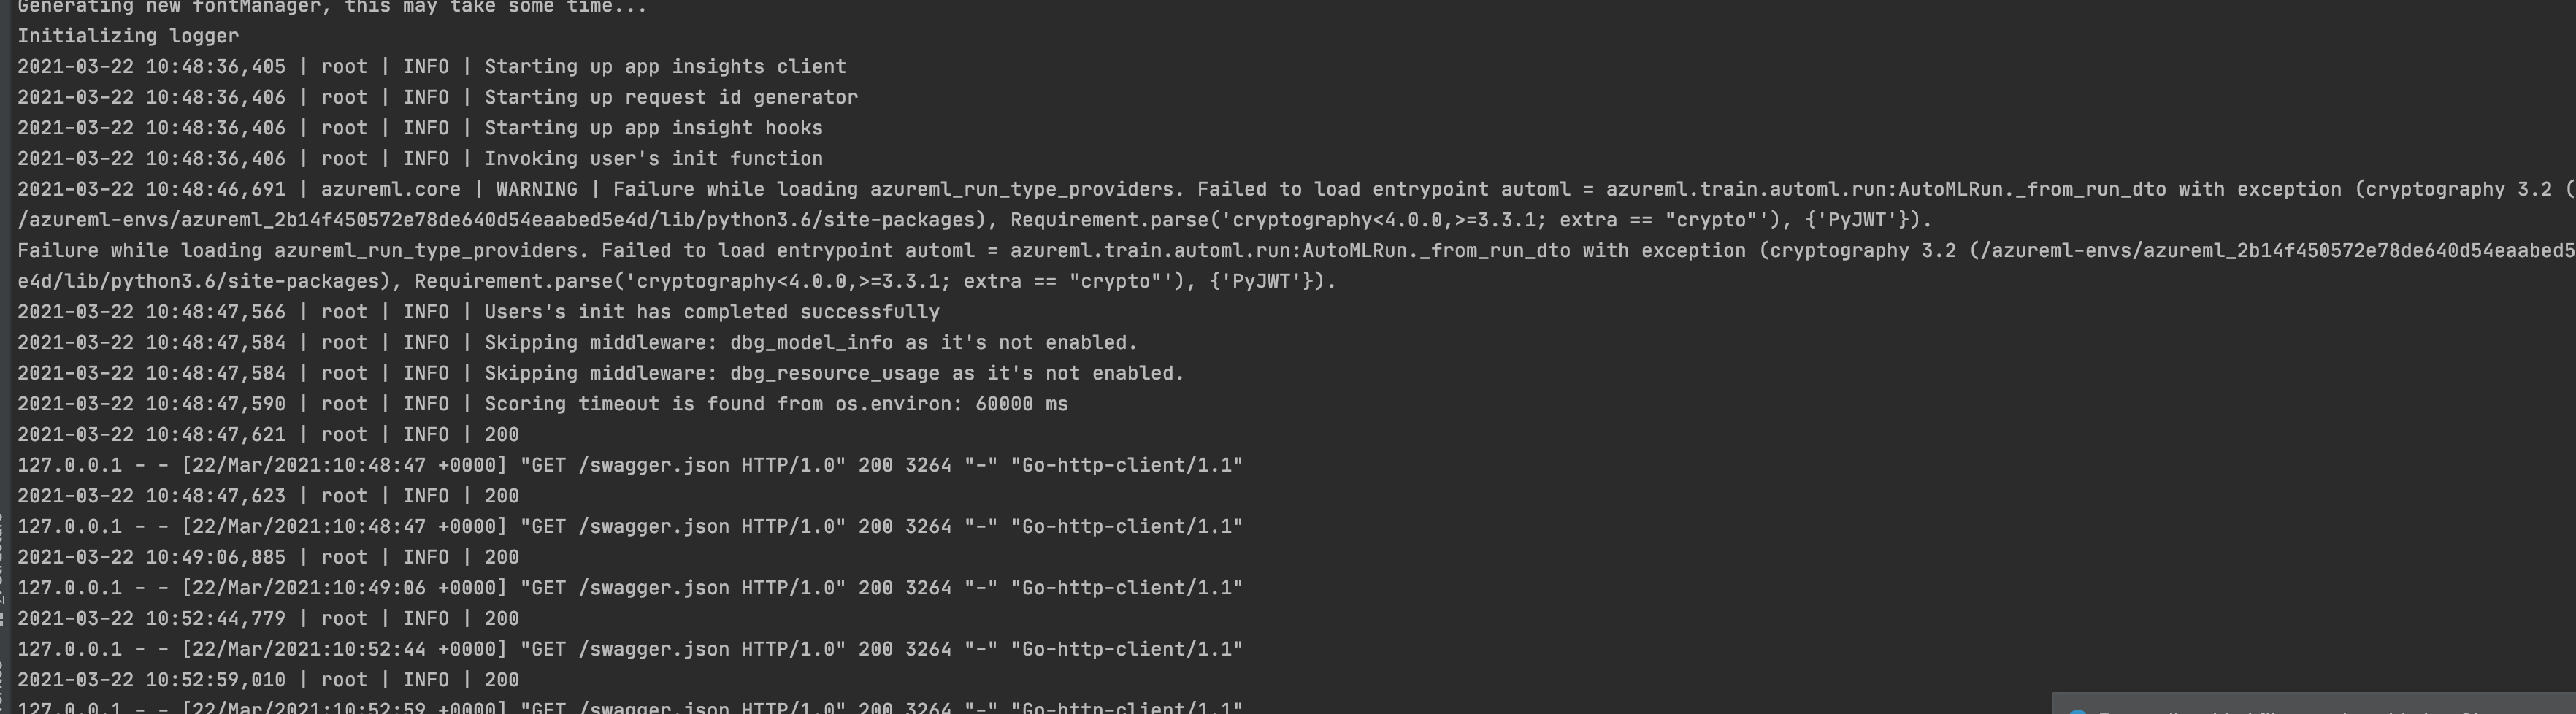 Generating new fontManager, this may take some time...
Initializing logger
2021-03-22 10:48:36,405 | root | INFO | Starting up app insights client
2021-03-22 10:48:36,406 | root | INFO | Starting up request id generator
2021-03-22 10:48:36,406 | root | INFO | Starting up app insight hooks
2021-03-22 10:48:36,406 | root | INFO | Invoking user's init function
2021-03-22 10:48:46,691 | azureml.core | WARNING | Failure while loading azureml_run_type_providers. Failed to load entrypoint automl = azureml.train.automl.run:AutoMLRun._from_run_dto with exception (cryptography 3.2 (
/azureml-envs/azureml_2b14f450572e78de640d54eaabed5e4d/lib/python3.6/site-packages), Requirement.parse('cryptography<4.0.0,>=3.3.1; extra == "crypto"'), {'PyJWT'}).
Failure while loading azureml_run_type_providers. Failed to load entrypoint automl = azureml.train.automl.run:AutoMLRun._from_run_dto with exception (cryptography 3.2 (/azureml-envs/azureml_2b14f450572e78de640d54eaabed5
e4d/lib/python3.6/site-packages), Requirement.parse('cryptography<4.0.0,>=3.3.1; extra == "crypto"'), {'PyJWT'}).
2021-03-22 10:48:47,566 | root | INFO | Users's init has completed successfully
2021-03-22 10:48:47,584 | root | INFO | Skipping middleware: dbg_model_info as it's not enabled.
2021-03-22 10:48:47,584 | root | INFO | Skipping middleware: dbg_resource_usage as it's not enabled.
2021-03-22 10:48:47,590 | root | INFO | Scoring timeout is found from os.environ: 60000 ms
2021-03-22 10:48:47,621 | root | INFO | 200
127.0.0.1 - - [22/Mar/2021:10:48:47 +0000] "GET /swagger.json HTTP/1.0" 200 3264 "-" "Go-http-client/1.1"
2021-03-22 10:48:47,623 | root | INFO | 200
127.0.0.1 - - [22/Mar/2021:10:48:47 +0000] "GET /swagger.json HTTP/1.0" 200 3264 "-" "Go-http-client/1.1"
2021-03-22 10:49:06,885 | root | INFO | 200
127.0.0.1 - - [22/Mar/2021:10:49:06 +0000] "GET /swagger.json HTTP/1.0" 200 3264 "-" "Go-http-client/1.1"
2021-03-22 10:52:44,779 | root | INFO | 200
127.0.0.1 - - [22/Mar/2021:10:52:44 +0000] "GET /swagger.json HTTP/1.0" 200 3264 "-" "Go-http-client/1.1"
2021-03-22 10:52:59,010 | root | INFO | 200
127.0.0.1 - - [22/Mar/2021:10:52:59 +0000] "GET /swagger.json HTTP/1.0" 200 3264 "-" "Go-http-client/1.1"